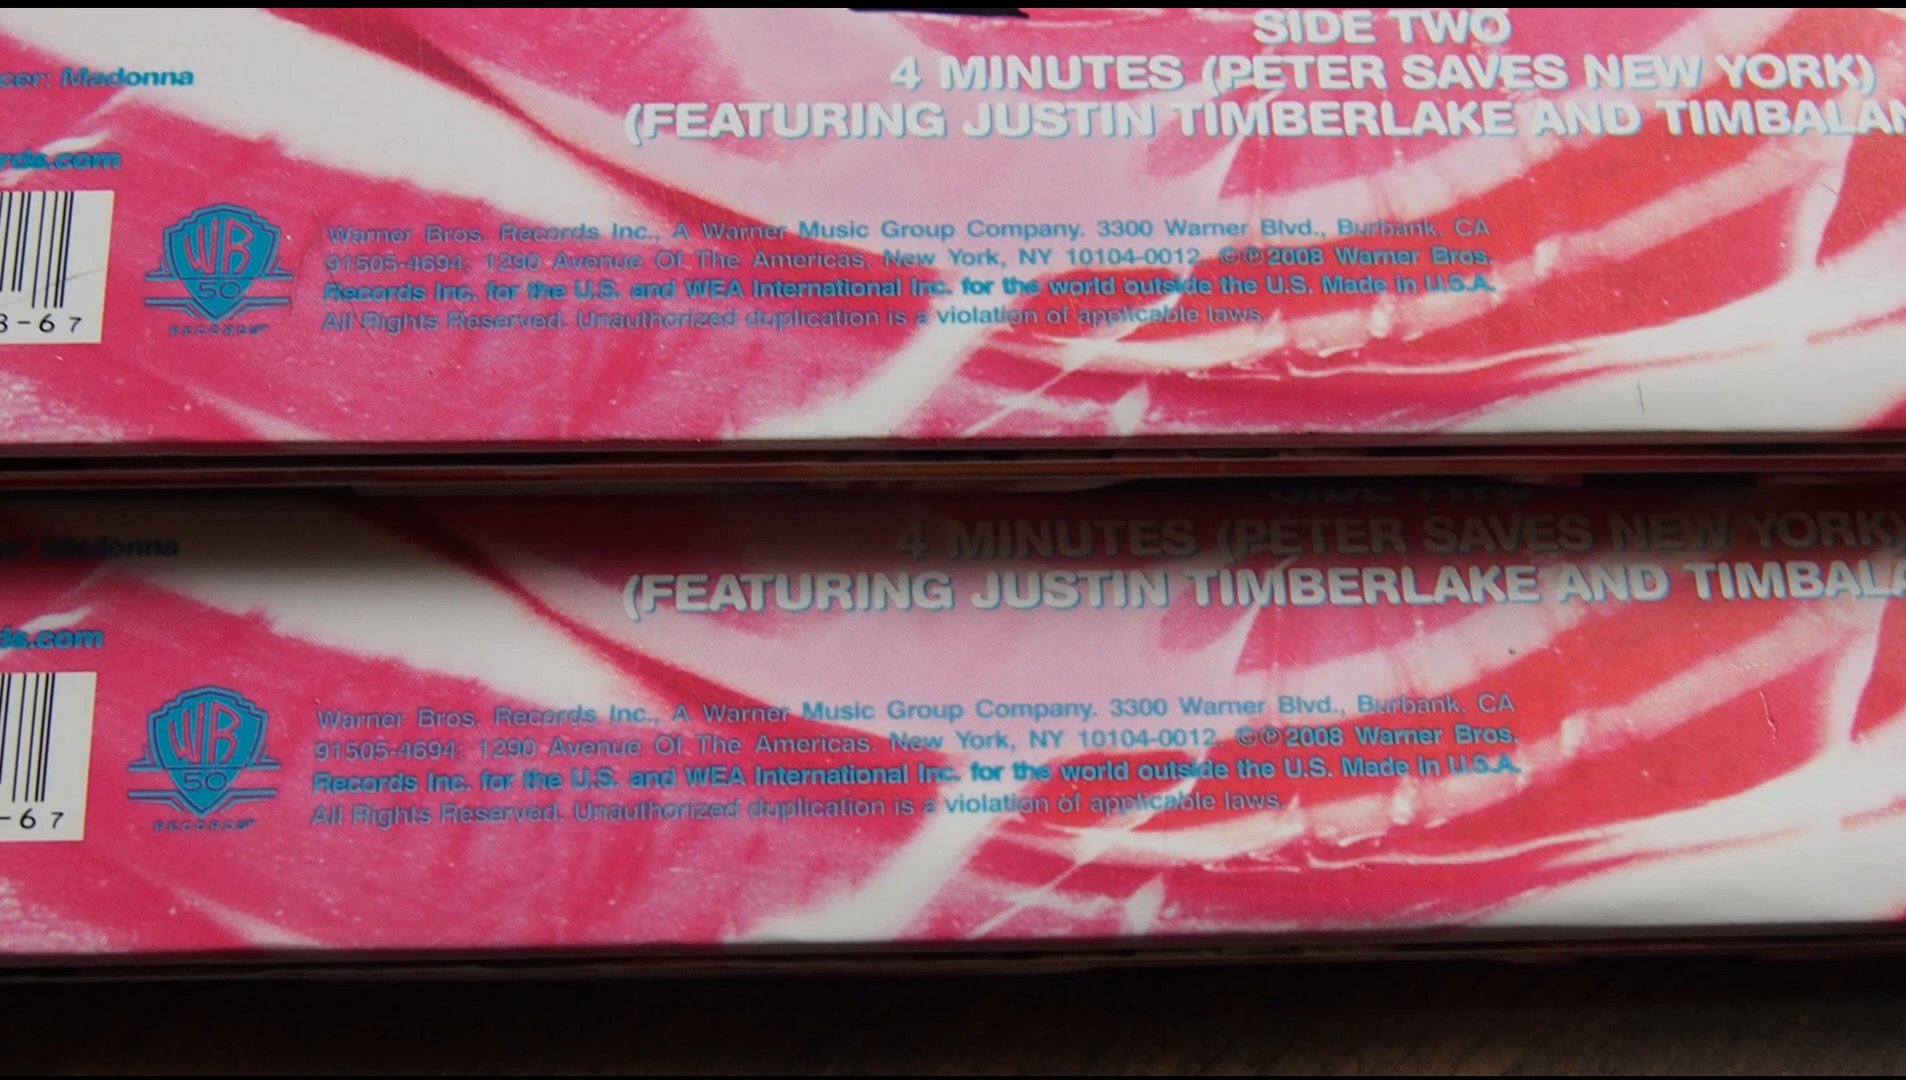 SIDE TWO
4 MINUTES (PETER SAVES NEW YORK)
(FEATURING JUSTIN TIMBERLAKE AND TIMBALAN
cer: Madonna
rds.com
3-67
WB
50
RECORDS
Warner Bros. Records Inc., A Warner Music Group Company. 3300 Warner Blvd., Burbank, CA
91505-4694; 1290 Avenue Of The Americas, New York, NY 10104-0012. ©℗2008 Warner Bros.
Records Inc. for the U.S. and WEA International Inc. for the world outside the U.S. Made in U.S.A.
All Rights Reserved. Unauthorized duplication is a violation of applicable laws.
SIDE TWO
4 MINUTES (PETER SAVES NEW YORK)
(FEATURING JUSTIN TIMBERLAKE AND TIMBALA
er: Madonna
ds.com
-67
WB
50
RECORDS
Warner Bros. Records Inc., A Warner Music Group Company. 3300 Warner Blvd., Burbank, CA
91505-4694; 1290 Avenue Of The Americas, New York, NY 10104-0012. ©℗2008 Warner Bros.
Records Inc. for the U.S. and WEA International Inc. for the world outside the U.S. Made in U.S.A.
All Rights Reserved. Unauthorized duplication is a violation of applicable laws.